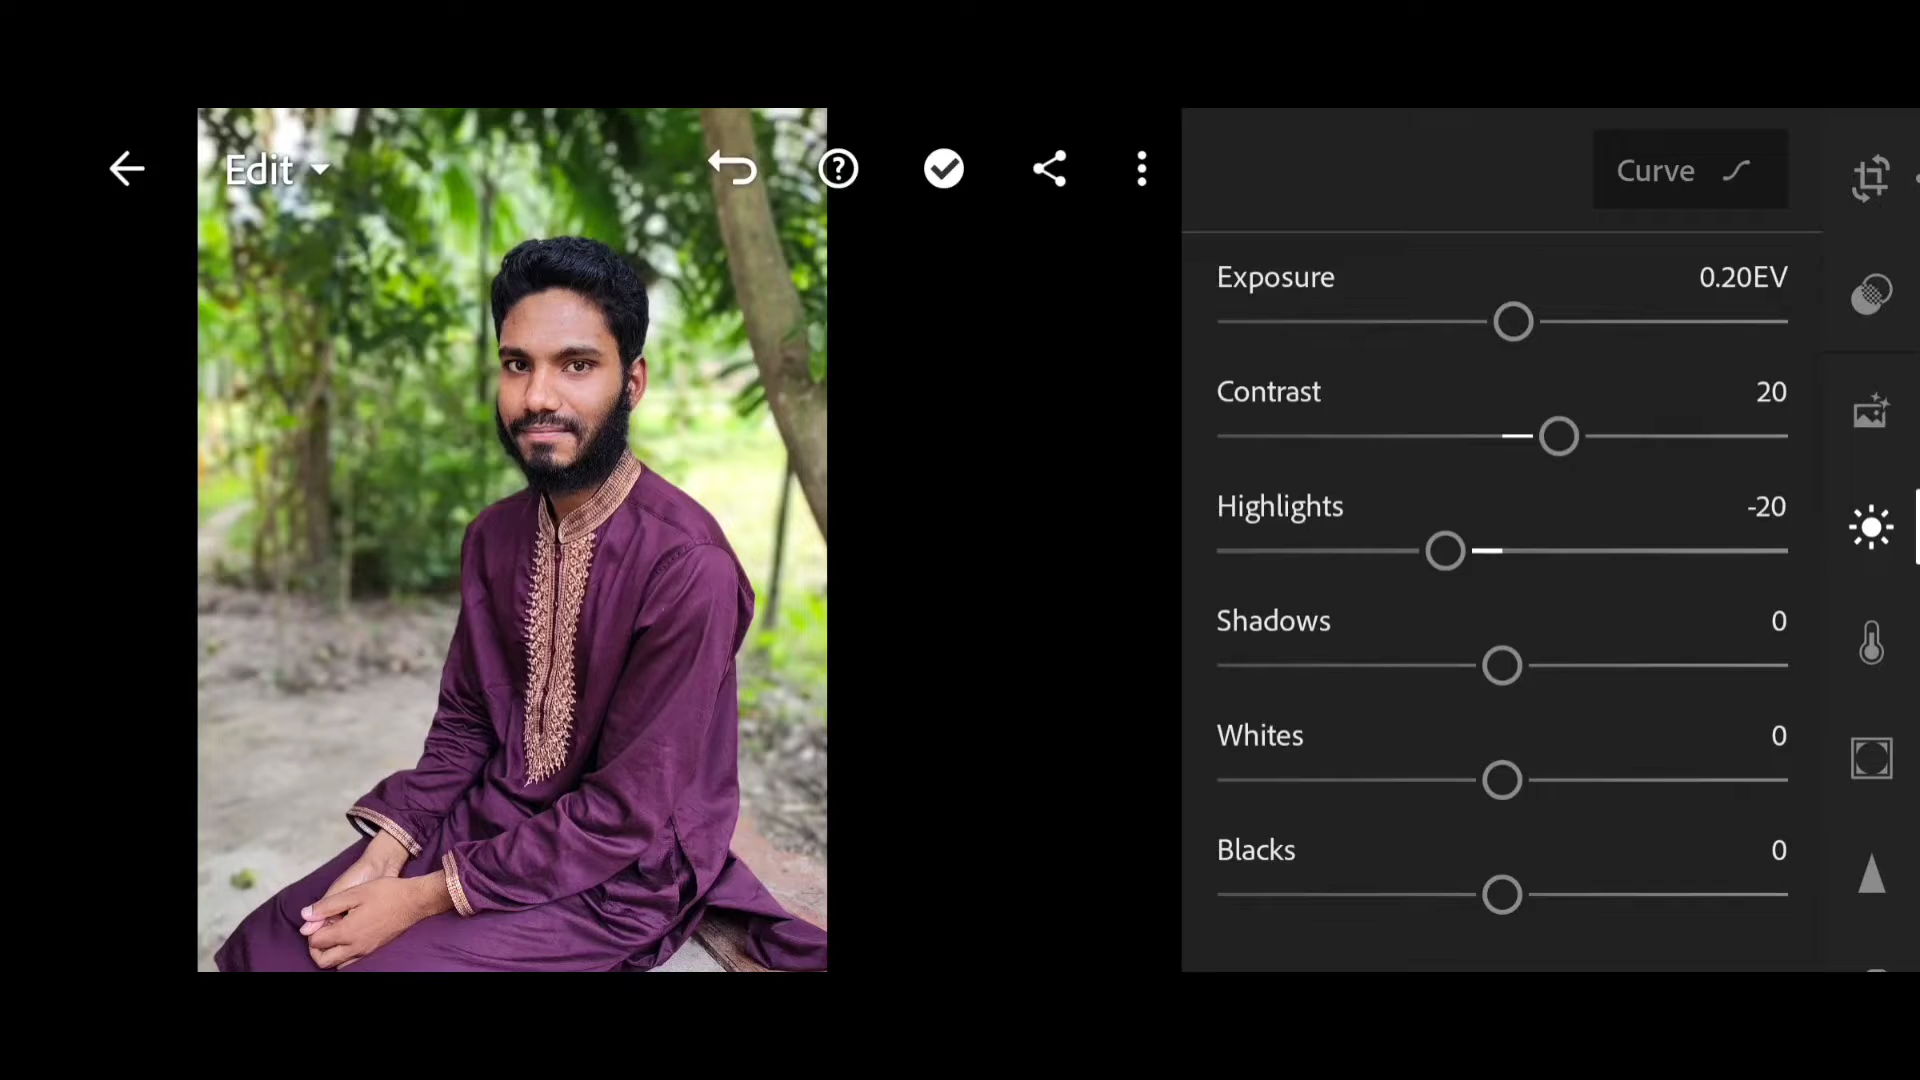 Edit
Curve
Exposure 0.20EV
Contrast 20
Highlights -20
Shadows 0
Whites 0
Blacks 0